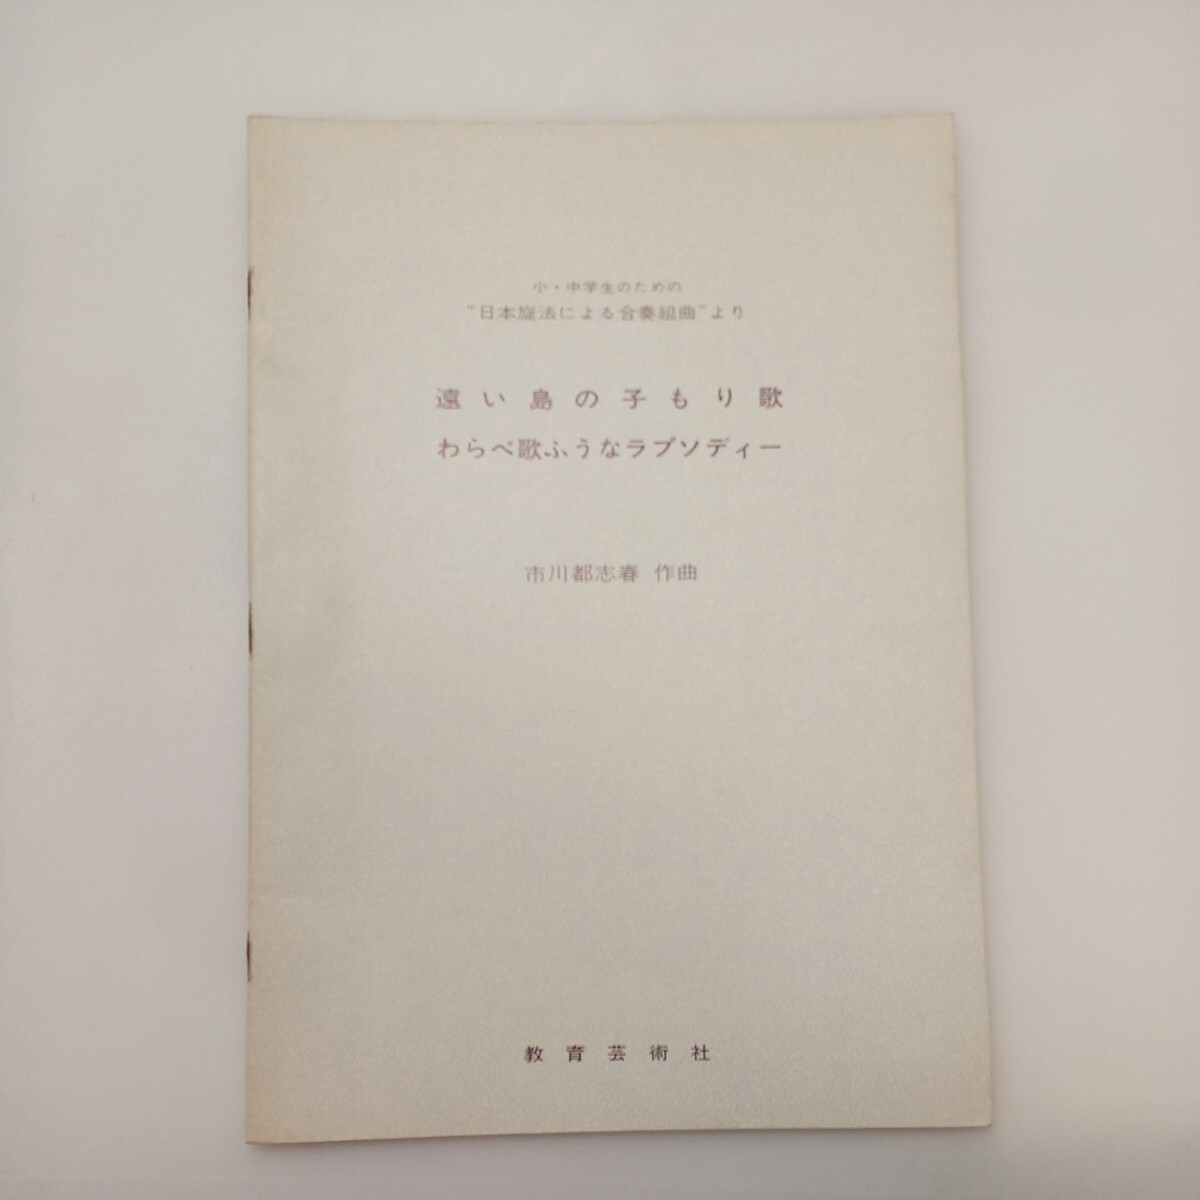 小・中学生のための
"日本旋法による合奏組曲"より
遠い島の子もり歌
わらべ歌ふうなラプソディー
市川都志春 作曲
教育芸術社